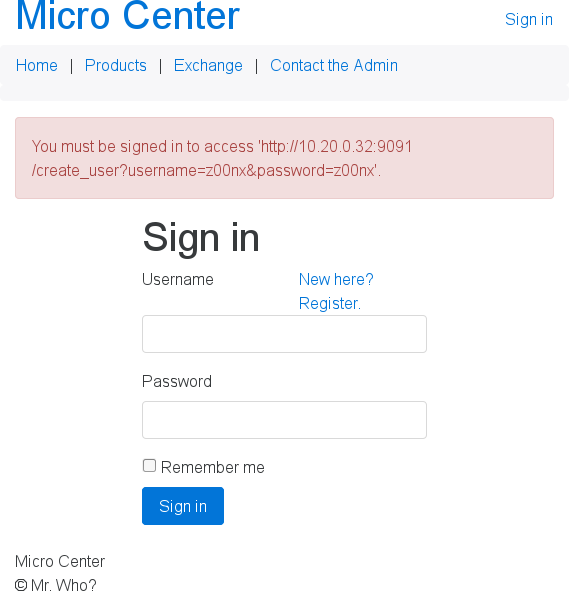 Micro Center
Sign in
Home | Products | Exchange | Contact the Admin
You must be signed in to access 'http://10.20.0.32:9091
/create_user?username=z00nx&password=z00nx'.
Sign in
Username
New here?
Register.
Password
Remember me
Sign in
Micro Center
© Mr. Who?